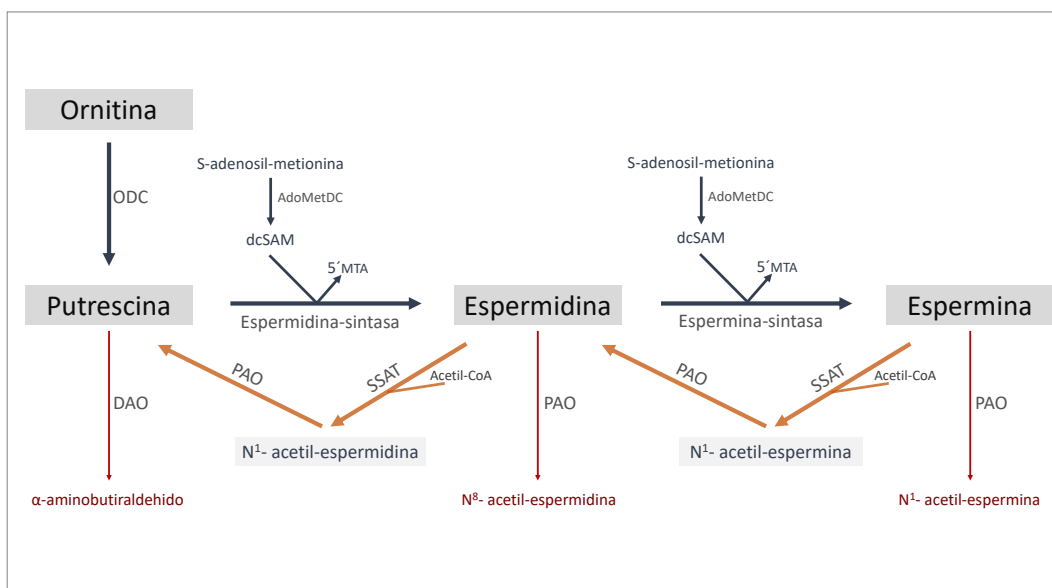 Ornitina
S-adenosil-metionina
S-adenosil-metionina
ODC
AdoMetDC
AdoMetDC
dcSAM
dcSAM
5´MTA
5´MTA
Putrescina
Espermidina
Espermina
Espermidina-sintasa
Espermina-sintasa
PAO
SSAT
Acetil-CoA
PAO
SSAT
Acetil-CoA
DAO
PAO
PAO
N¹- acetil-espermidina
N¹- acetil-espermina
α-aminobutiraldehido
N⁸- acetil-espermidina
N¹- acetil-espermina